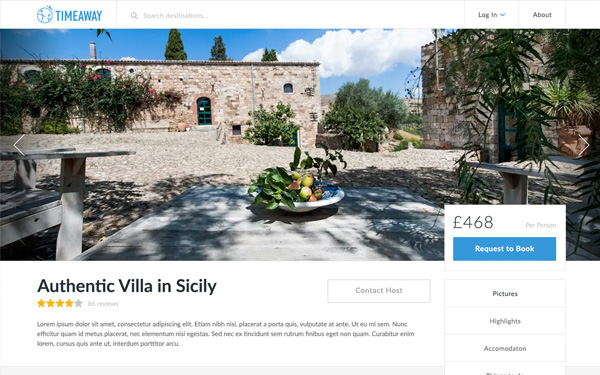 TIMEAWAY
Search destinations...
Log In
About
£468
Per Person
Request to Book
Authentic Villa in Sicily
Contact Host
86 reviews
Lorem ipsum dolor sit amet, consectetur adipiscing elit. Etiam nibh nisi, placerat a porta quis, vulputate at ante. Ut eu mi sem. Nunc
efficitur quam id metus placerat, nec elementum nisi egestas. Sed nec ex tincidunt sem rutrum finibus eget non quam. Curabitur enim
lorem, cursus quis ante ut, interdum porttitor arcu.
Pictures
Highlights
Accomodaton